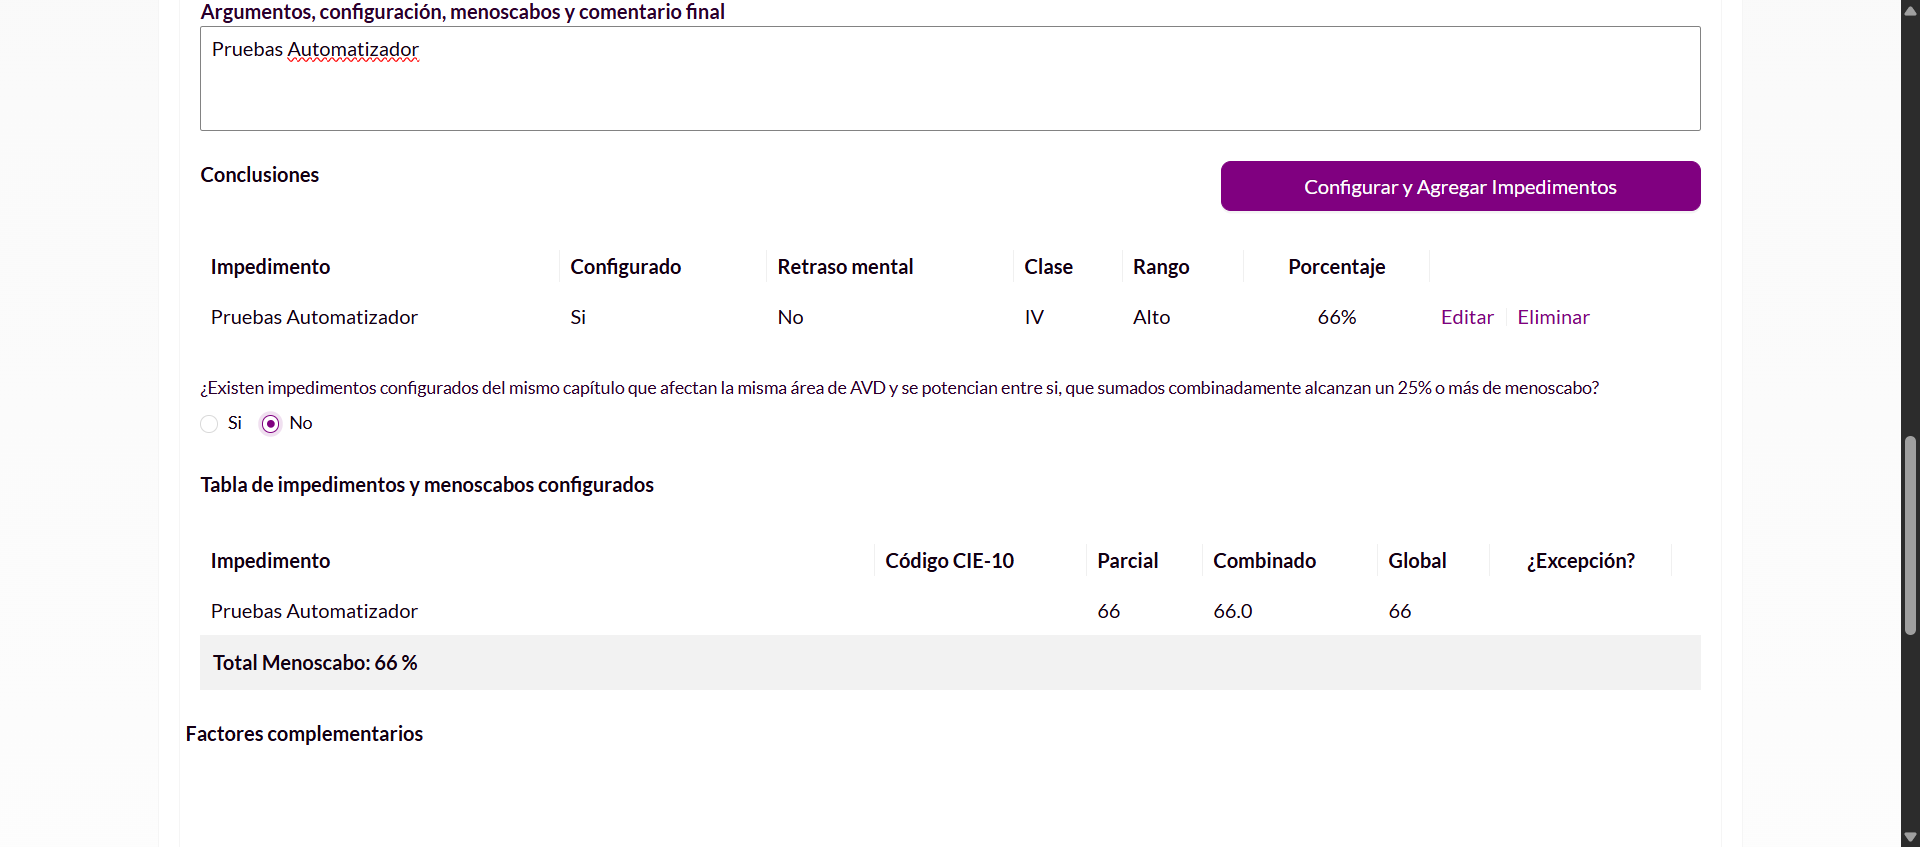 Argumentos, configuración, menoscabos y comentario final
Pruebas Automatizador
Conclusiones
Configurar y Agregar Impedimentos
Impedimento Configurado Retraso mental Clase Rango Porcentaje
Pruebas Automatizador Si No IV Alto 66% Editar Eliminar
¿Existen impedimentos configurados del mismo capítulo que afectan la misma área de AVD y se potencian entre si, que sumados combinadamente alcanzan un 25% o más de menoscabo?
Si No
Tabla de impedimentos y menoscabos configurados
Impedimento Código CIE-10 Parcial Combinado Global ¿Excepción?
Pruebas Automatizador 66 66.0 66
Total Menoscabo: 66 %
Factores complementarios